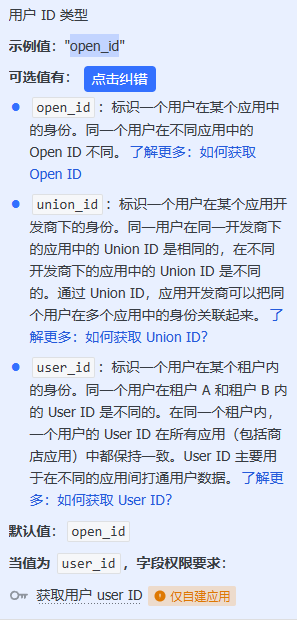 用户 ID 类型
示例值："open_id"
可选值有： 点击纠错
open_id：标识一个用户在某个应用中
的身份。同一个用户在不同应用中的
Open ID 不同。了解更多：如何获取
Open ID
union_id：标识一个用户在某个应用开
发商下的身份。同一用户在同一开发商下
的应用中的 Union ID 是相同的，在不同
开发商下的应用中的 Union ID 是不同
的。通过 Union ID，应用开发商可以把同
个用户在多个应用中的身份关联起来。了
解更多：如何获取 Union ID？
user_id：标识一个用户在某个租户内
的身份。同一个用户在租户 A 和租户 B 内
的 User ID 是不同的。在同一个租户内，
一个用户的 User ID 在所有应用（包括商
店应用）中都保持一致。User ID 主要用
于在不同的应用间打通用户数据。了解更
多：如何获取 User ID？
默认值：open_id
当值为 user_id，字段权限要求：
获取用户 user ID 仅自建应用